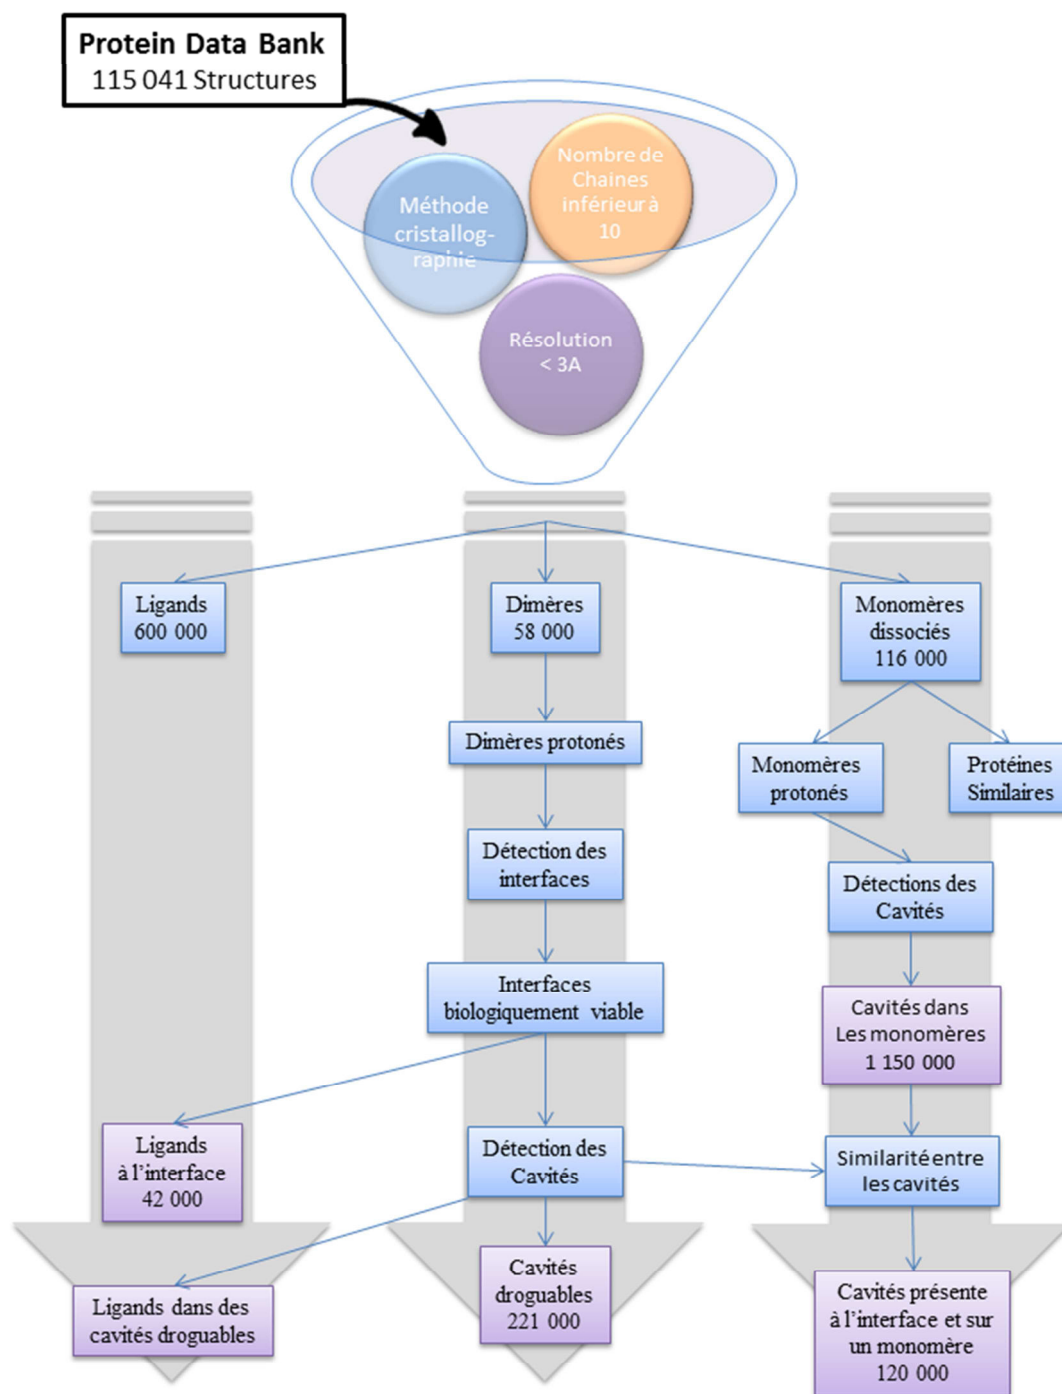 Protein Data Bank
115 041 Structures
Nombre de
Chaines
inférieur à
10
Méthode
cristallog-
raphie
Résolution
< 3A
Ligands
600 000
Dimères
58 000
Monomères
dissociés
116 000
Dimères protonés
Monomères
protonés
Protéines
Similaires
Détection des
interfaces
Détections des
Cavités
Interfaces
biologiquement viable
Cavités dans
Les monomères
1 150 000
Ligands
à l'interface
42 000
Détection des
Cavités
Similarité entre
les cavités
Cavités
droguables
221 000
Ligands dans des
cavités droguables
Cavités présente
à l'interface et sur
un monomère
120 000